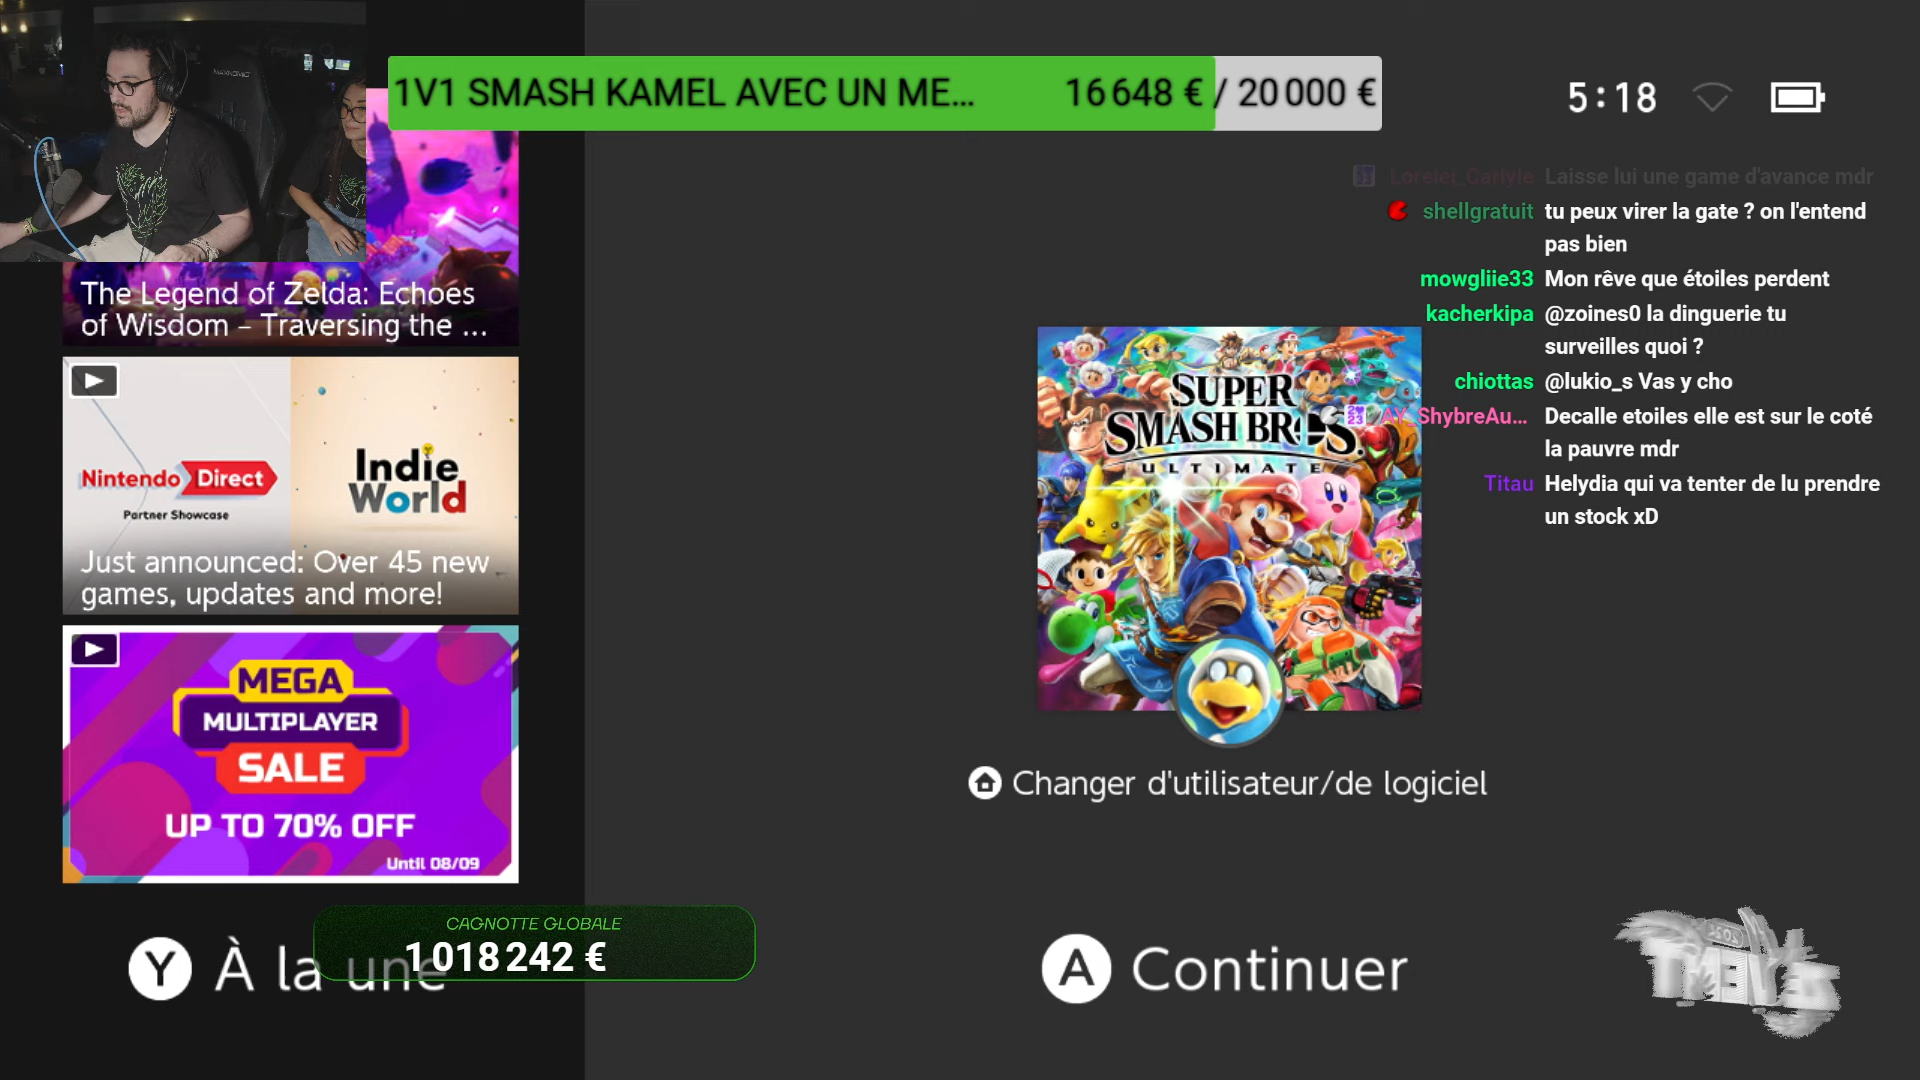 1V1 SMASH KAMEL AVEC UN ME... 16 648 € / 20 000 €
5:18
Loreleï_Carlyle Laisse lui une game d'avance mdr
shellgratuit tu peux virer la gate ? on l'entend
pas bien
mowgliie33 Mon rêve que étoiles perdent
kacherkipa @zoines0 la dinguerie tu
surveilles quoi ?
chiottas @lukio_s Vas y cho
AY_ShybreAu... Decalle etoiles elle est sur le coté
la pauvre mdr
Titau Helydia qui va tenter de lu prendre
un stock xD
The Legend of Zelda: Echoes
of Wisdom – Traversing the ...
Nintendo Direct
Partner Showcase
Indie
World
Just announced: Over 45 new
games, updates and more!
MEGA
MULTIPLAYER
SALE
UP TO 70% OFF
Until 08/09
SUPER
SMASH BROS.
ULTIMATE
Changer d'utilisateur/de logiciel
CAGNOTTE GLOBALE
1 018 242 €
Y À la une
A Continuer